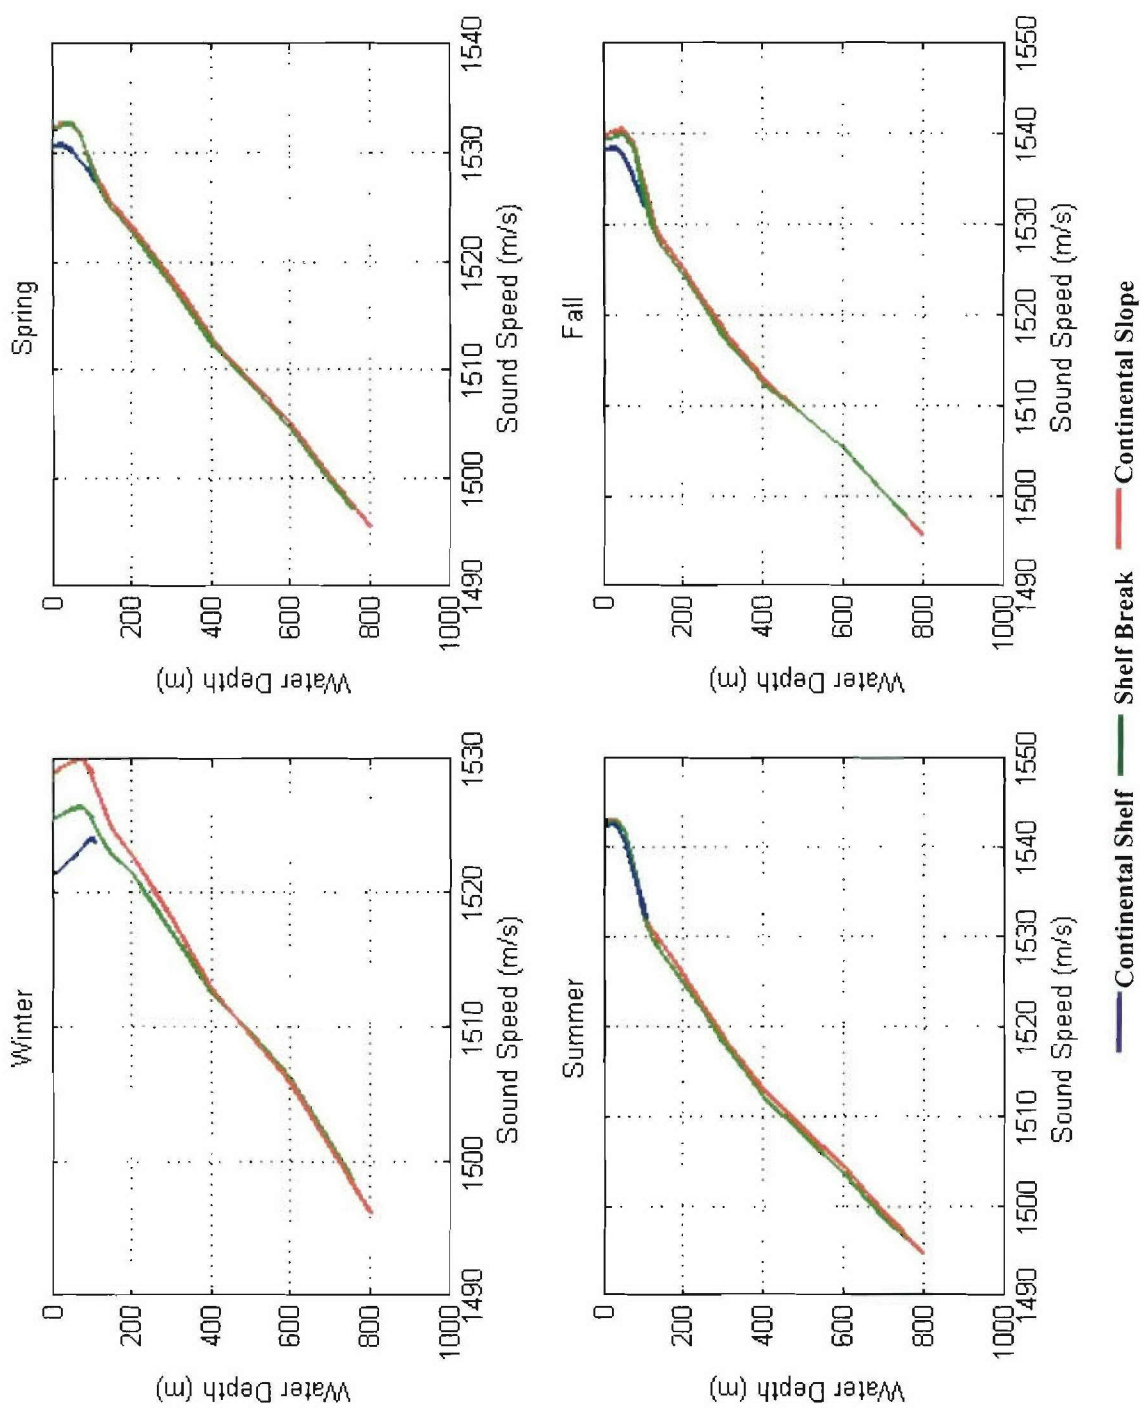 Winter
Water Depth (m)
0
200
400
600
800
1000
1490 1500 1510 1520 1530
Sound Speed (m/s)
Spring
Water Depth (m)
0
200
400
600
800
1000
1490 1500 1510 1520 1530 1540
Sound Speed (m/s)
Summer
Water Depth (m)
0
200
400
600
800
1000
1490 1500 1510 1520 1530 1540 1550
Sound Speed (m/s)
Fall
Water Depth (m)
0
200
400
600
800
1000
1490 1500 1510 1520 1530 1540 1550
Sound Speed (m/s)
Continental Shelf Shelf Break Continental Slope